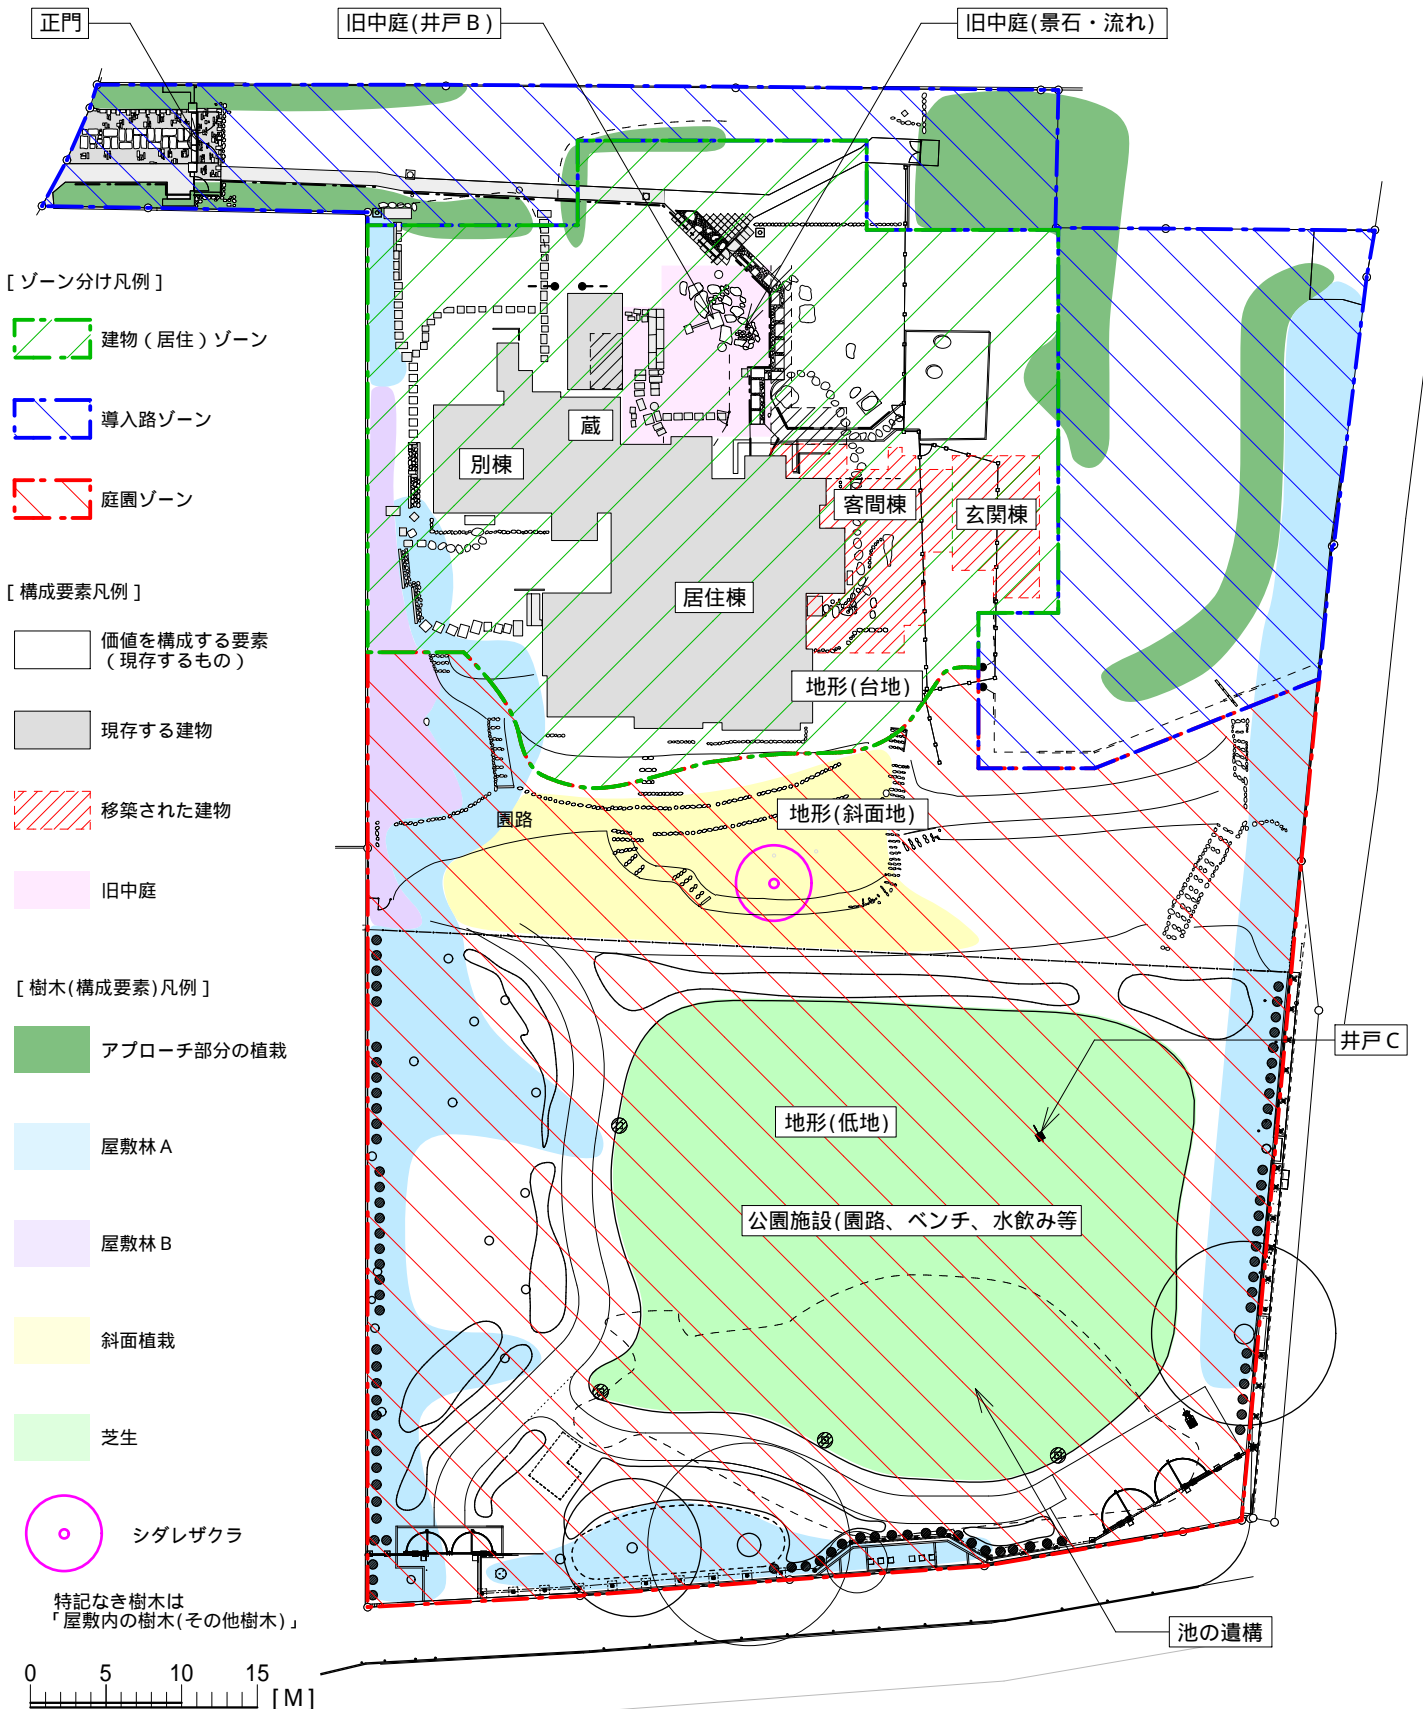 正門
旧中庭(井戸Ｂ)
旧中庭(景石・流れ)
[ ゾーン分け凡例 ]
建物（居住）ゾーン
導入路ゾーン
庭園ゾーン
[ 構成要素凡例 ]
価値を構成する要素
（現存するもの）
現存する建物
移築された建物
旧中庭
[ 樹木(構成要素)凡例 ]
アプローチ部分の植栽
屋敷林Ａ
屋敷林Ｂ
斜面植栽
芝生
シダレザクラ
特記なき樹木は
「屋敷内の樹木(その他樹木)」
0 5 10 15 [M]
蔵
別棟
客間棟
玄関棟
居住棟
地形(台地)
地形(斜面地)
園路
井戸Ｃ
地形(低地)
公園施設(園路、ベンチ、水飲み等
池の遺構